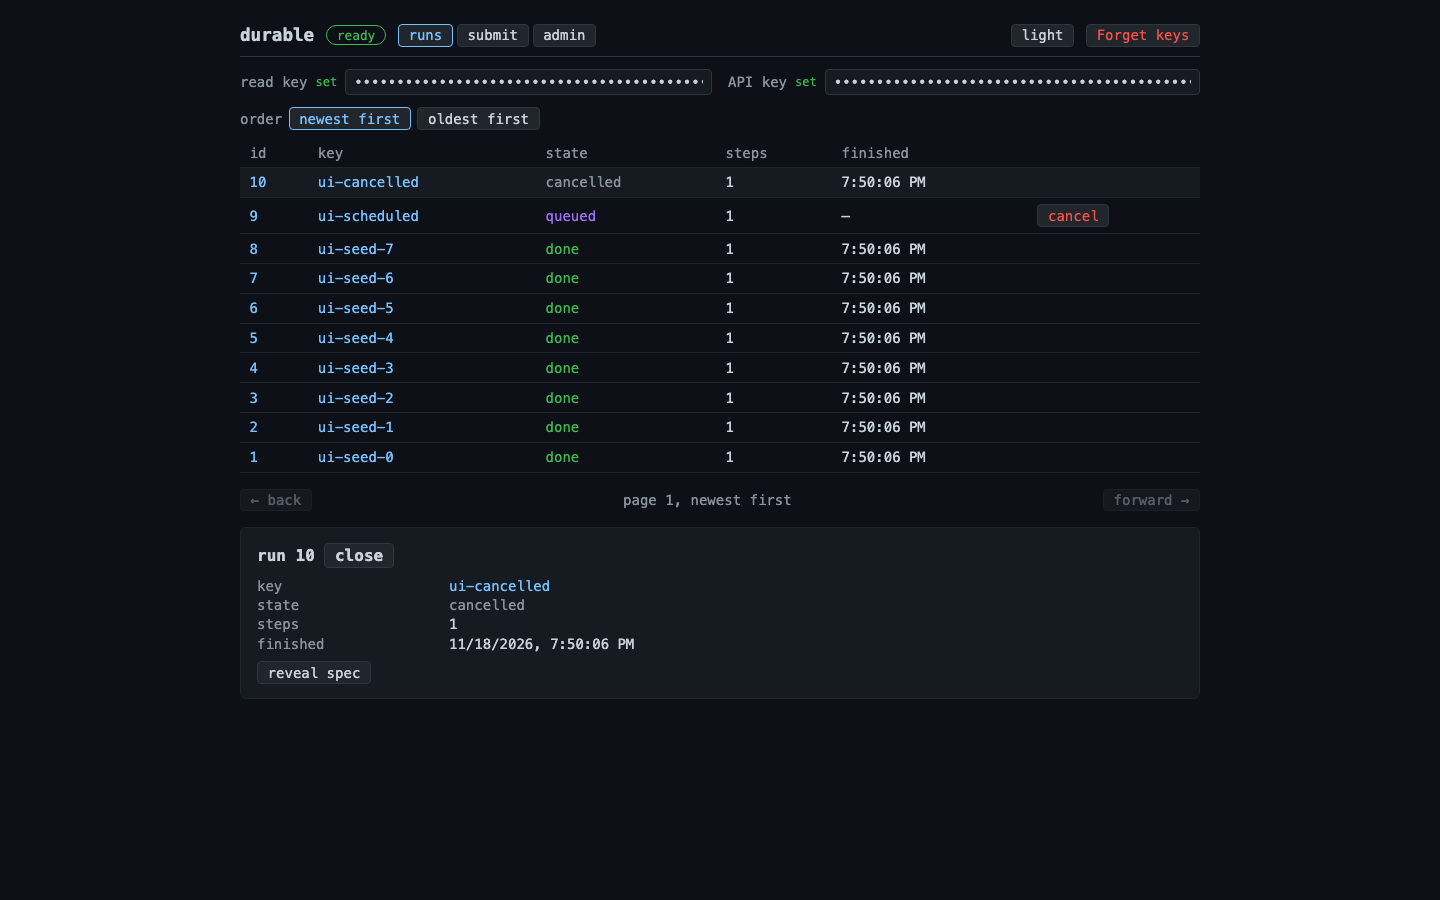 durable ready runs submit admin light Forget keys
read key set •••••••••••••••••••••••••••••••••••••••••• API key set •••••••••••••••••••••••••••••••••••••••••••
order newest first oldest first
id key state steps finished
10 ui-cancelled cancelled 1 7:50:06 PM
9 ui-scheduled queued 1 — cancel
8 ui-seed-7 done 1 7:50:06 PM
7 ui-seed-6 done 1 7:50:06 PM
6 ui-seed-5 done 1 7:50:06 PM
5 ui-seed-4 done 1 7:50:06 PM
4 ui-seed-3 done 1 7:50:06 PM
3 ui-seed-2 done 1 7:50:06 PM
2 ui-seed-1 done 1 7:50:06 PM
1 ui-seed-0 done 1 7:50:06 PM
← back page 1, newest first forward →
run 10 close
key ui-cancelled
state cancelled
steps 1
finished 11/18/2026, 7:50:06 PM
reveal spec